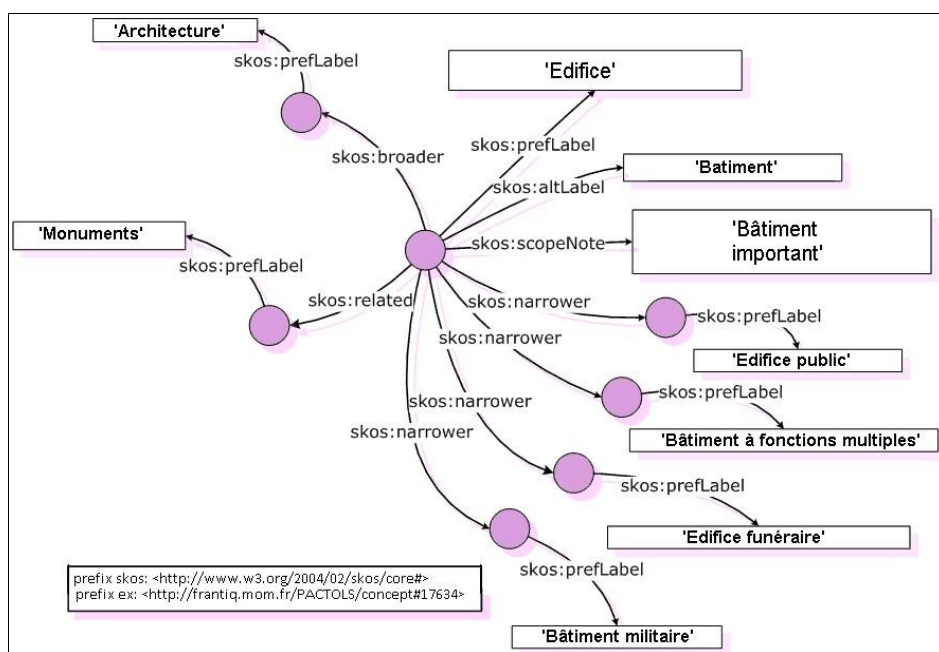 'Architecture'
skos:prefLabel
'Edifice'
skos:prefLabel
skos:broader
skos:altLabel
'Batiment'
'Monuments'
skos:prefLabel
skos:scopeNote
'Bâtiment
important'
skos:related
skos:narrower
skos:prefLabel
'Edifice public'
skos:narrower
skos:prefLabel
'Bâtiment à fonctions multiples'
skos:narrower
skos:prefLabel
'Edifice funéraire'
skos:narrower
skos:prefLabel
'Bâtiment militaire'
prefix skos: <http://www.w3.org/2004/02/skos/core#>
prefix ex: <http://frantiq.mom.fr/PACTOLS/concept#17634>